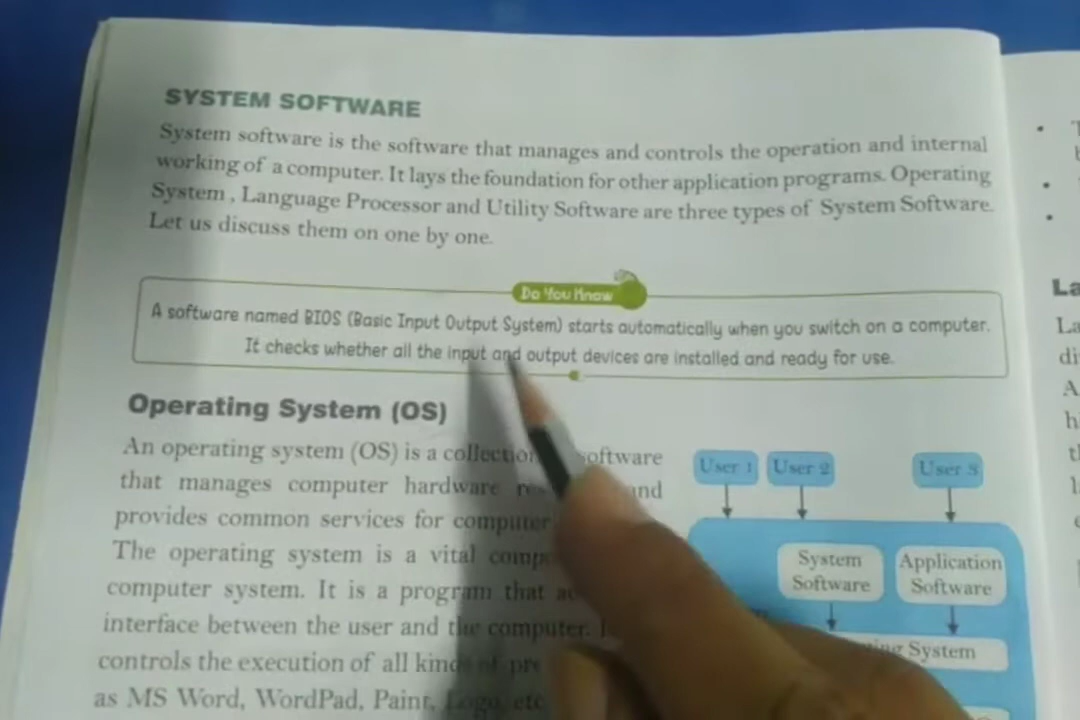 SYSTEM SOFTWARE
System software is the software that manages and controls the operation and internal
working of a computer. It lays the foundation for other application programs. Operating
System , Language Processor and Utility Software are three types of System Software.
Let us discuss them on one by one.
Do You Know
A software named BIOS (Basic Input Output System) starts automatically when you switch on a computer.
It checks whether all the input and output devices are installed and ready for use.
Operating System (OS)
An operating system (OS) is a collection software
that manages computer hardware and
provides common services for computer
The operating system is a vital
computer system. It is a program that
interface between the user and the computer.
controls the execution of all kinds of
as MS Word, WordPad, Paint, Logo etc
User 1 User 2 User 3
System Software
Application Software
System
La